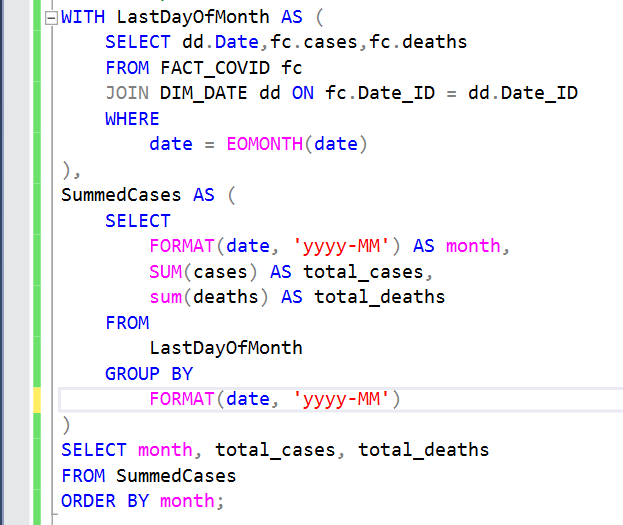 WITH LastDayOfMonth AS (
    SELECT dd.Date,fc.cases,fc.deaths
    FROM FACT_COVID fc
    JOIN DIM_DATE dd ON fc.Date_ID = dd.Date_ID
    WHERE
        date = EOMONTH(date)
),
SummedCases AS (
    SELECT
        FORMAT(date, 'yyyy-MM') AS month,
        SUM(cases) AS total_cases,
        sum(deaths) AS total_deaths
    FROM
        LastDayOfMonth
    GROUP BY
        FORMAT(date, 'yyyy-MM')
)
SELECT month, total_cases, total_deaths
FROM SummedCases
ORDER BY month;